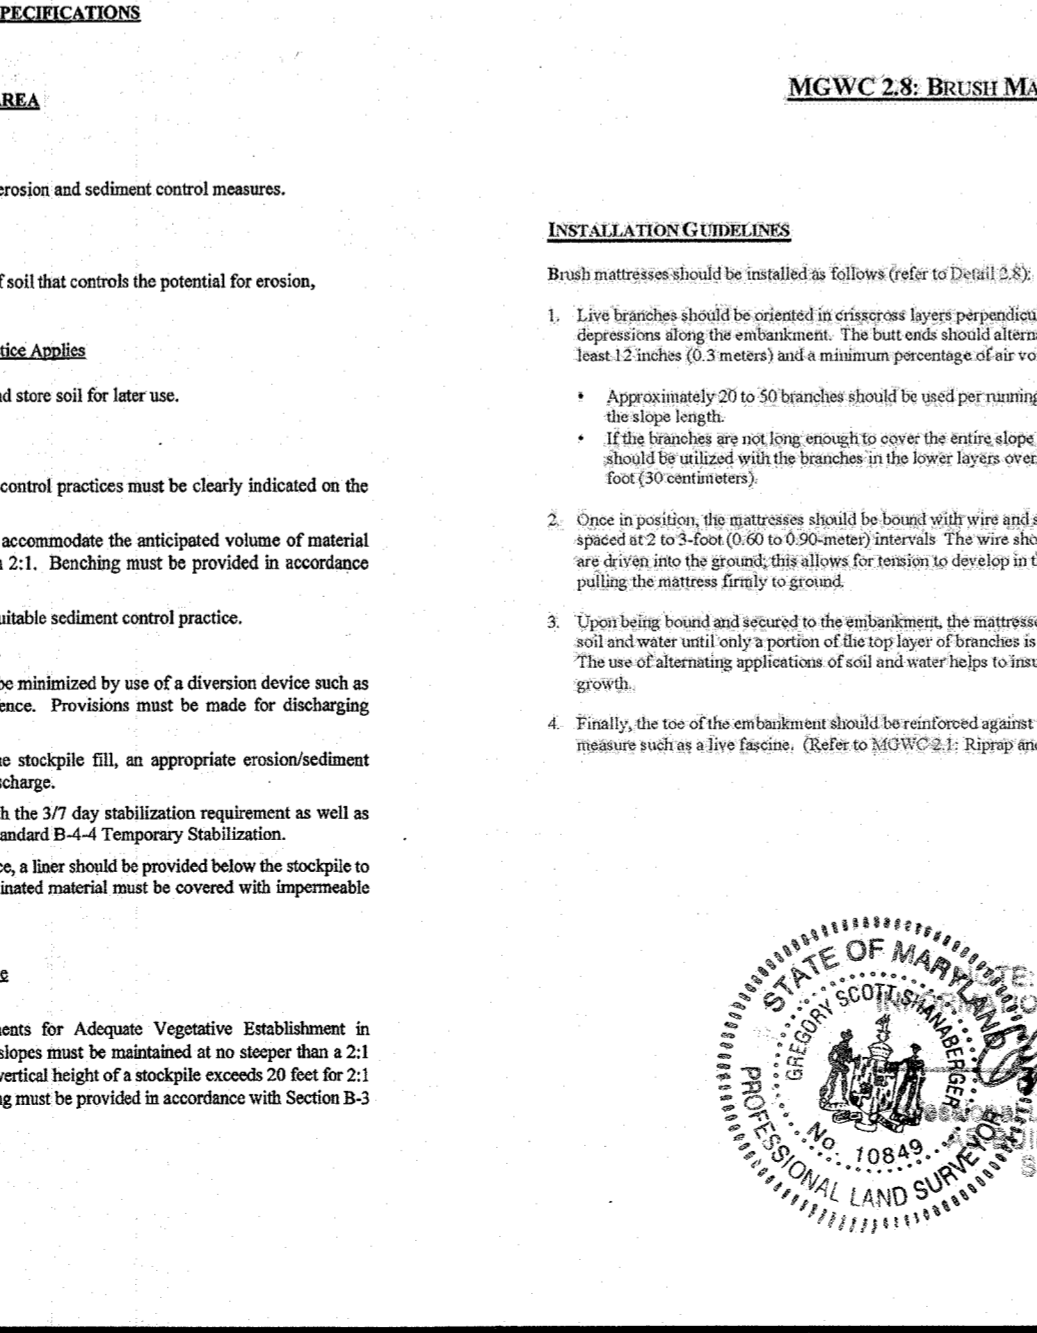 PECIFICATIONS
REA
erosion and sediment control measures.
f soil that controls the potential for erosion,
tice Applies
d store soil for later use.
control practices must be clearly indicated on the
accommodate the anticipated volume of material
2:1. Benching must be provided in accordance
uitable sediment control practice.
be minimized by use of a diversion device such as
ence. Provisions must be made for discharging
e stockpile fill, an appropriate erosion/sediment
scharge.
h the 3/7 day stabilization requirement as well as
andard B-4-4 Temporary Stabilization.
ce, a liner should be provided below the stockpile to
inated material must be covered with impermeable
e
ents for Adequate Vegetative Establishment in
slopes must be maintained at no steeper than a 2:1
vertical height of a stockpile exceeds 20 feet for 2:1
g must be provided in accordance with Section B-3
MGWC 2.8: BRUSH MA
INSTALLATION GUIDELINES
Brush mattresses should be installed as follows (refer to Detail 2.8):
1. Live branches should be oriented in crisscross layers perpendicu
depressions along the embankment. The butt ends should altern
least 12 inches (0.3 meters) and a minimum percentage of air vo
• Approximately 20 to 50 branches should be used per running
the slope length.
• If the branches are not long enough to cover the entire slope
should be utilized with the branches in the lower layers over
foot (30 centimeters).
2. Once in position, the mattresses should be bound with wire and s
spaced at 2 to 3-foot (0.60 to 0.90-meter) intervals The wire sho
are driven into the ground; this allows for tension to develop in t
pulling the mattress firmly to ground.
3. Upon being bound and secured to the embankment, the mattresse
soil and water until only a portion of the top layer of branches is
The use of alternating applications of soil and water helps to insu
growth.
4. Finally, the toe of the embankment should be reinforced against
measure such as a live fascine. (Refer to MGWC 2.1: Riprap and
STATE OF MARYLAND
GREGORY SCOTT SHANABERGER
No. 10849
PROFESSIONAL LAND SURVEYOR